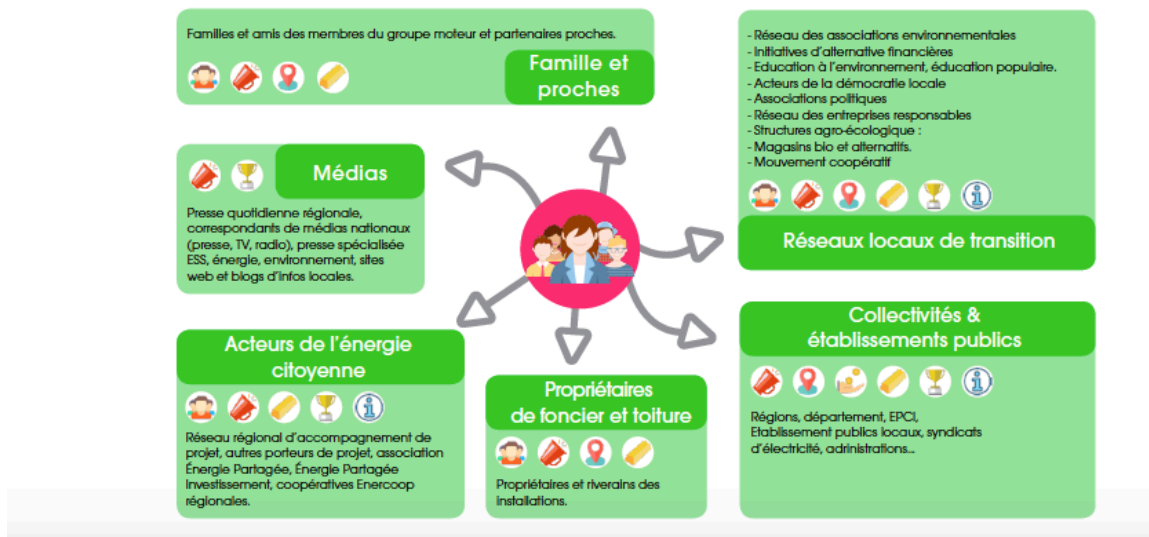 Familles et amis des membres du groupe moteur et partenaires proches.
Famille et
proches
- Réseau des associations environnementales
- Initiatives d'alternative financières
- Education à l'environnement, éducation populaire.
- Acteurs de la démocratie locale
- Associations politiques
- Réseau des entreprises responsables
- Structures agro-écologique :
- Magasins bio et alternatifs.
- Mouvement coopératif
Réseaux locaux de transition
Médias
Presse quotidienne régionale,
correspondants de médias nationaux
(presse, TV, radio), presse spécialisée
ESS, énergie, environnement, sites
web et blogs d'infos locales.
Acteurs de l'énergie
citoyenne
Réseau régional d'accompagnement de
projet, autres porteurs de projet, association
Énergie Partagée, Énergie Partagée
Investissement, coopératives Enercoop
régionales.
Propriétaires
de foncier et toiture
Propriétaires et riverains des
installations.
Collectivités &
établissements publics
Régions, département, EPCI,
Etablissement publics locaux, syndicats
d'électricité, adrinistrations...